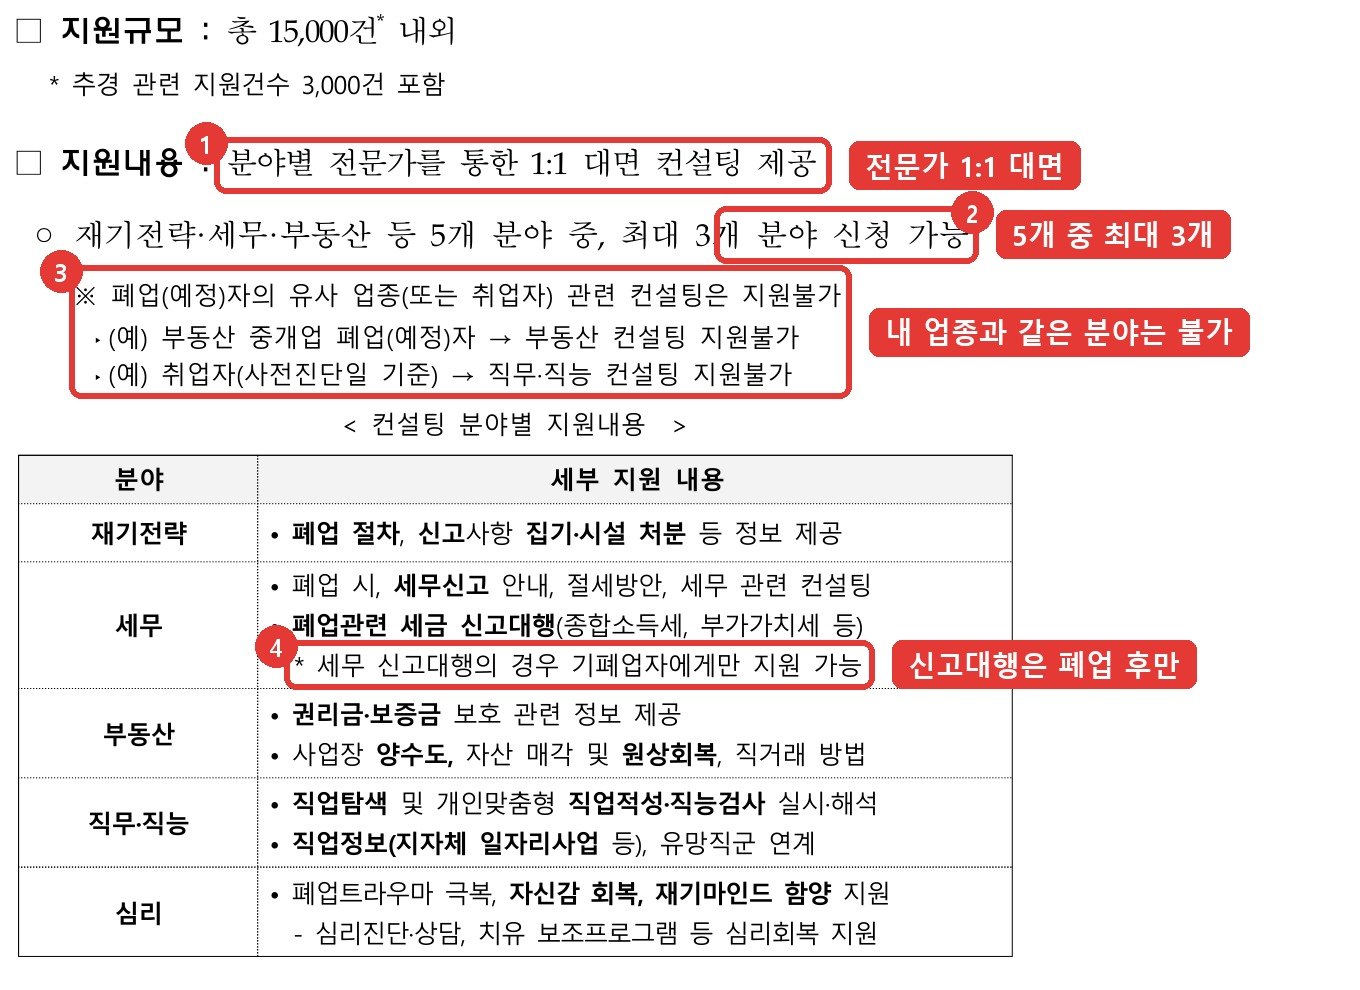 □ 지원규모 : 총 15,000건* 내외
* 추경 관련 지원건수 3,000건 포함
1
□ 지원내용 : 분야별 전문가를 통한 1:1 대면 컨설팅 제공 전문가 1:1 대면
2
○ 재기전략·세무·부동산 등 5개 분야 중, 최대 3개 분야 신청 가능 5개 중 최대 3개
3
※ 폐업(예정)자의 유사 업종(또는 취업자) 관련 컨설팅은 지원불가
‣(예) 부동산 중개업 폐업(예정)자 → 부동산 컨설팅 지원불가 내 업종과 같은 분야는 불가
‣(예) 취업자(사전진단일 기준) → 직무·직능 컨설팅 지원불가
< 컨설팅 분야별 지원내용 >
분야 세부 지원 내용
재기전략 • 폐업 절차, 신고사항 집기·시설 처분 등 정보 제공
세무 • 폐업 시, 세무신고 안내, 절세방안, 세무 관련 컨설팅
• 폐업관련 세금 신고대행(종합소득세, 부가가치세 등)
4
* 세무 신고대행의 경우 기폐업자에게만 지원 가능 신고대행은 폐업 후만
부동산 • 권리금·보증금 보호 관련 정보 제공
• 사업장 양수도, 자산 매각 및 원상회복, 직거래 방법
직무·직능 • 직업탐색 및 개인맞춤형 직업적성·직능검사 실시·해석
• 직업정보(지자체 일자리사업 등), 유망직군 연계
심리 • 폐업트라우마 극복, 자신감 회복, 재기마인드 함양 지원
- 심리진단·상담, 치유 보조프로그램 등 심리회복 지원